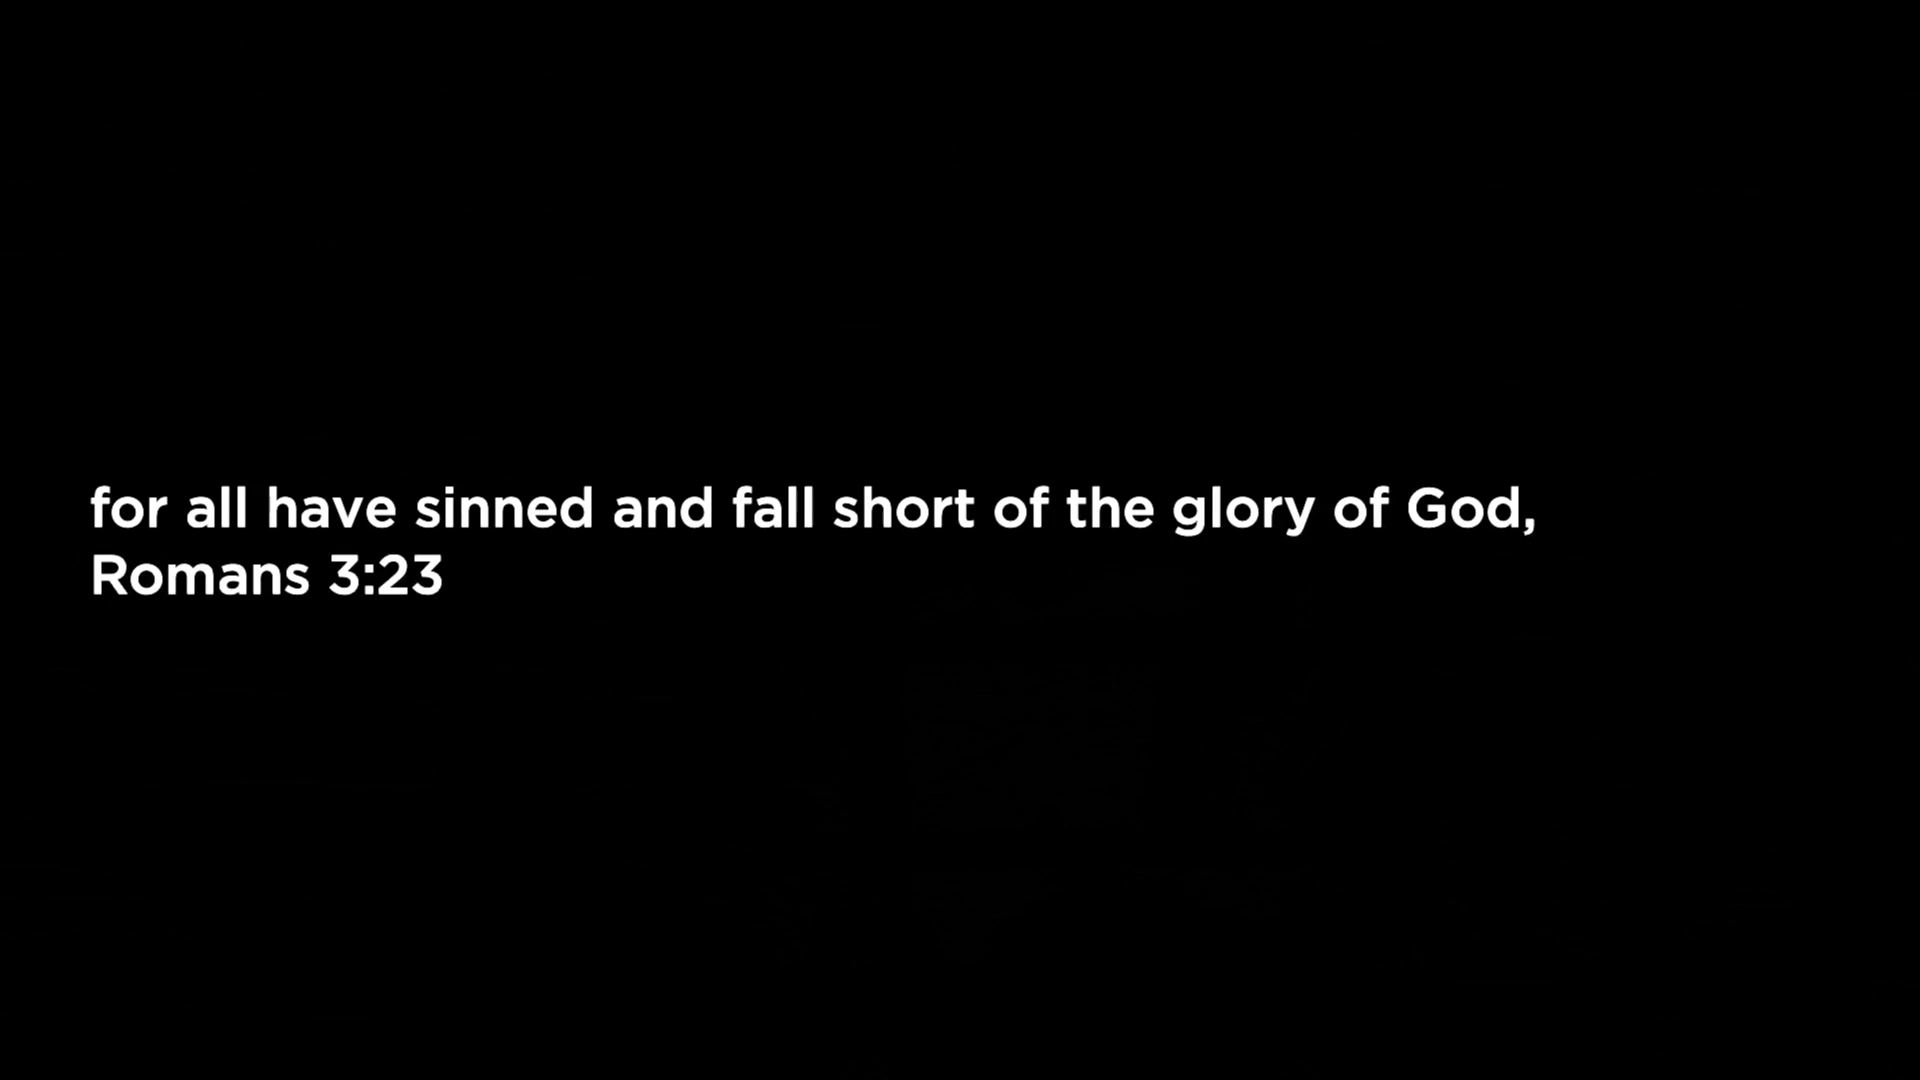 for all have sinned and fall short of the glory of God,
Romans 3:23